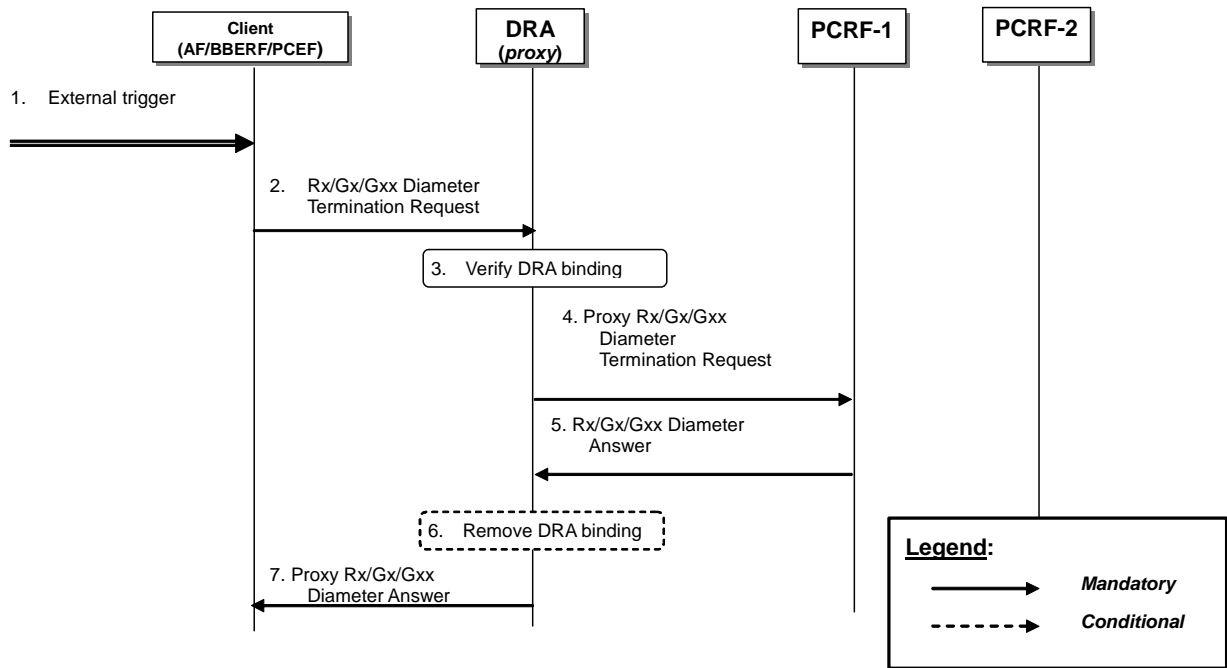 Client
(AF/BBERF/PCEF)
DRA
(proxy)
PCRF-1
PCRF-2
1. External trigger
2. Rx/Gx/Gxx Diameter
Termination Request
3. Verify DRA binding
4. Proxy Rx/Gx/Gxx
Diameter
Termination Request
5. Rx/Gx/Gxx Diameter
Answer
6. Remove DRA binding
7. Proxy Rx/Gx/Gxx
Diameter Answer
Legend:
Mandatory
Conditional